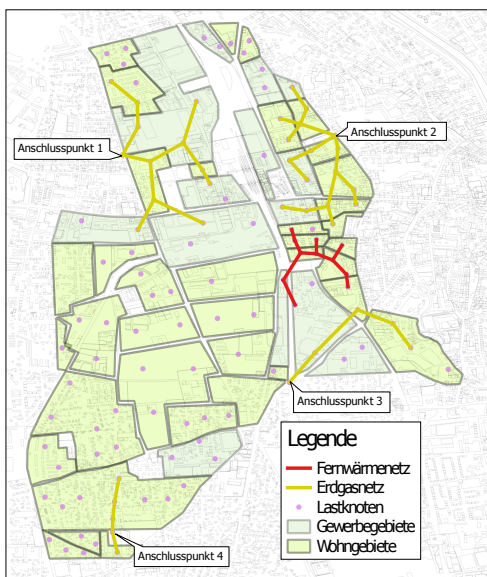 Anschlusspunkt 2
Anschlusspunkt 1
Anschlusspunkt 3
Legende
Fernwärmenetz
Erdgasnetz
Lastknoten
Gewerbegebiete
Wohngebiete
Anschlusspunkt 4